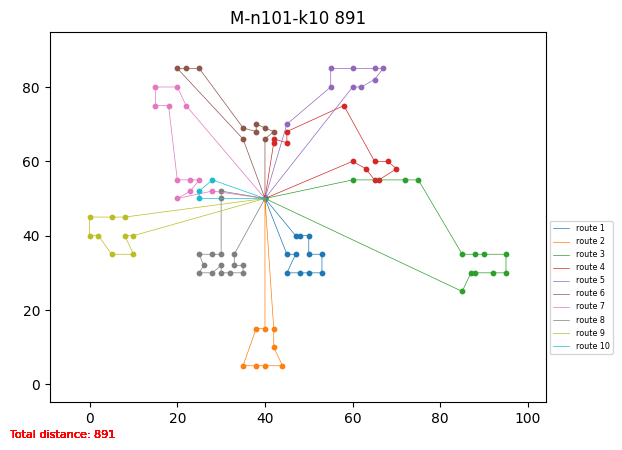 M-n101-k10 891
80
60
40
20
0
0 20 40 60 80 100
route 1
route 2
route 3
route 4
route 5
route 6
route 7
route 8
route 9
route 10
Total distance: 891